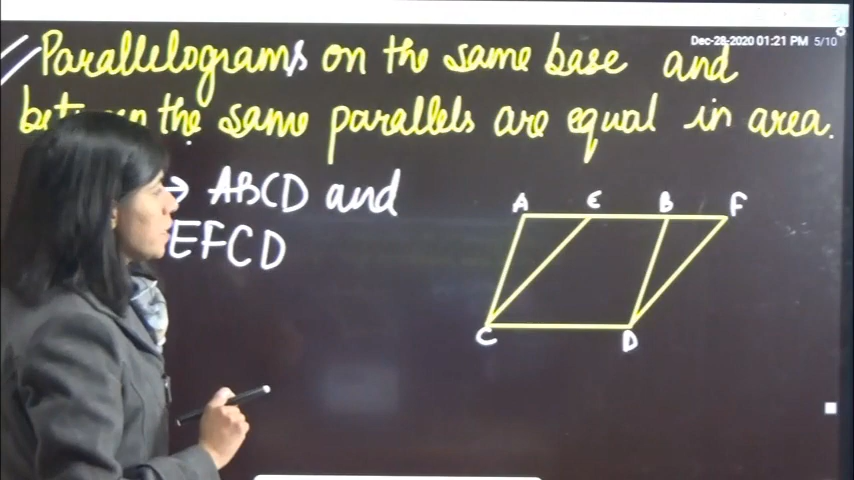 Dec-28-2020 01:21 PM 5/10
Parallelograms on the same base and
between the same parallels are equal in area.
→ ABCD and
EFCD
A E B F
C D